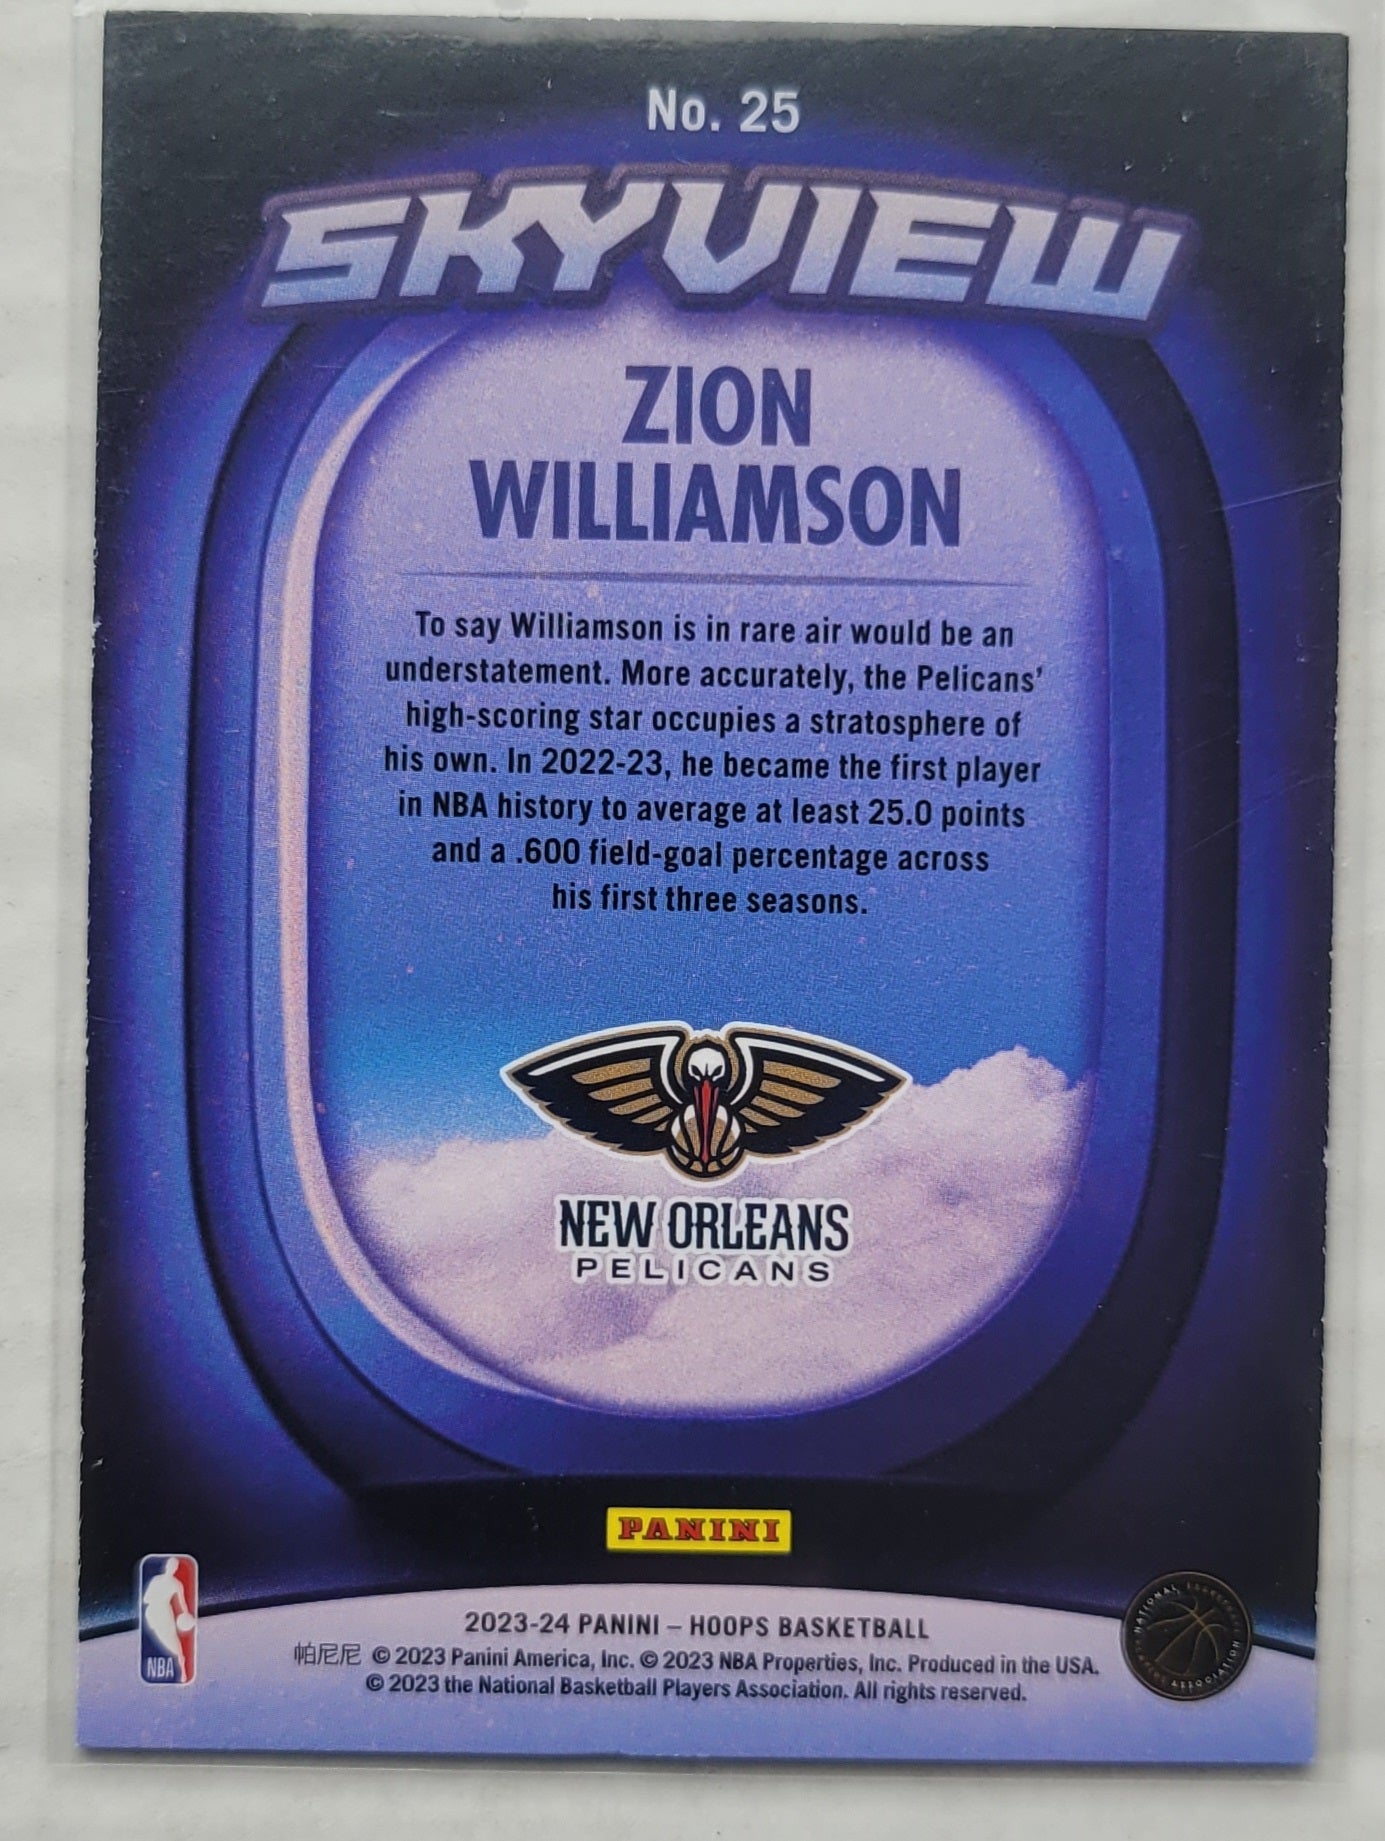 No. 25
SKYVIEW
ZION
WILLIAMSON
To say Williamson is in rare air would be an
understatement. More accurately, the Pelicans'
high-scoring star occupies a stratosphere of
his own. In 2022-23, he became the first player
in NBA history to average at least 25.0 points
and a .600 field-goal percentage across
his first three seasons.
NEW ORLEANS
PELICANS
PANINI
NBA
2023-24 PANINI – HOOPS BASKETBALL
帕尼尼 © 2023 Panini America, Inc. © 2023 NBA Properties, Inc. Produced in the USA.
© 2023 the National Basketball Players Association. All rights reserved.
NATIONAL BASKETBALL PLAYERS ASSOCIATION